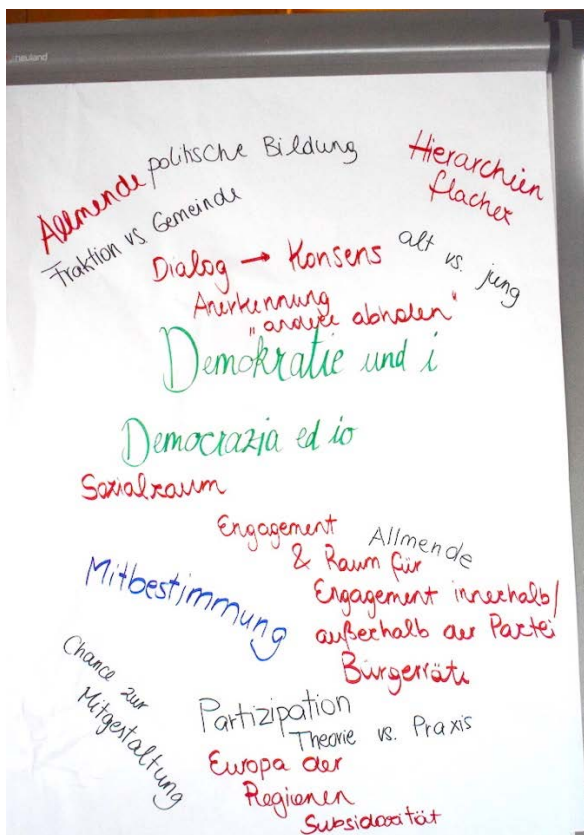 neuland
politische Bildung
Hierarchien
flacher
Allmende
Fraktion vs. Gemeinde
Dialog → Konsens
alt vs. jung
Anerkennung
„andere abholen"
Demokratie und i
Democrazia ed io
Sozialraum
Engagement
& Raum für
Allmende
Engagement innerhalb/
außerhalb der Partei
Mitbestimmung
Bürgerräte
Chance zur
Mitgestaltung
Partizipation
Theorie vs. Praxis
Europa der
Regionen
Subsidarität